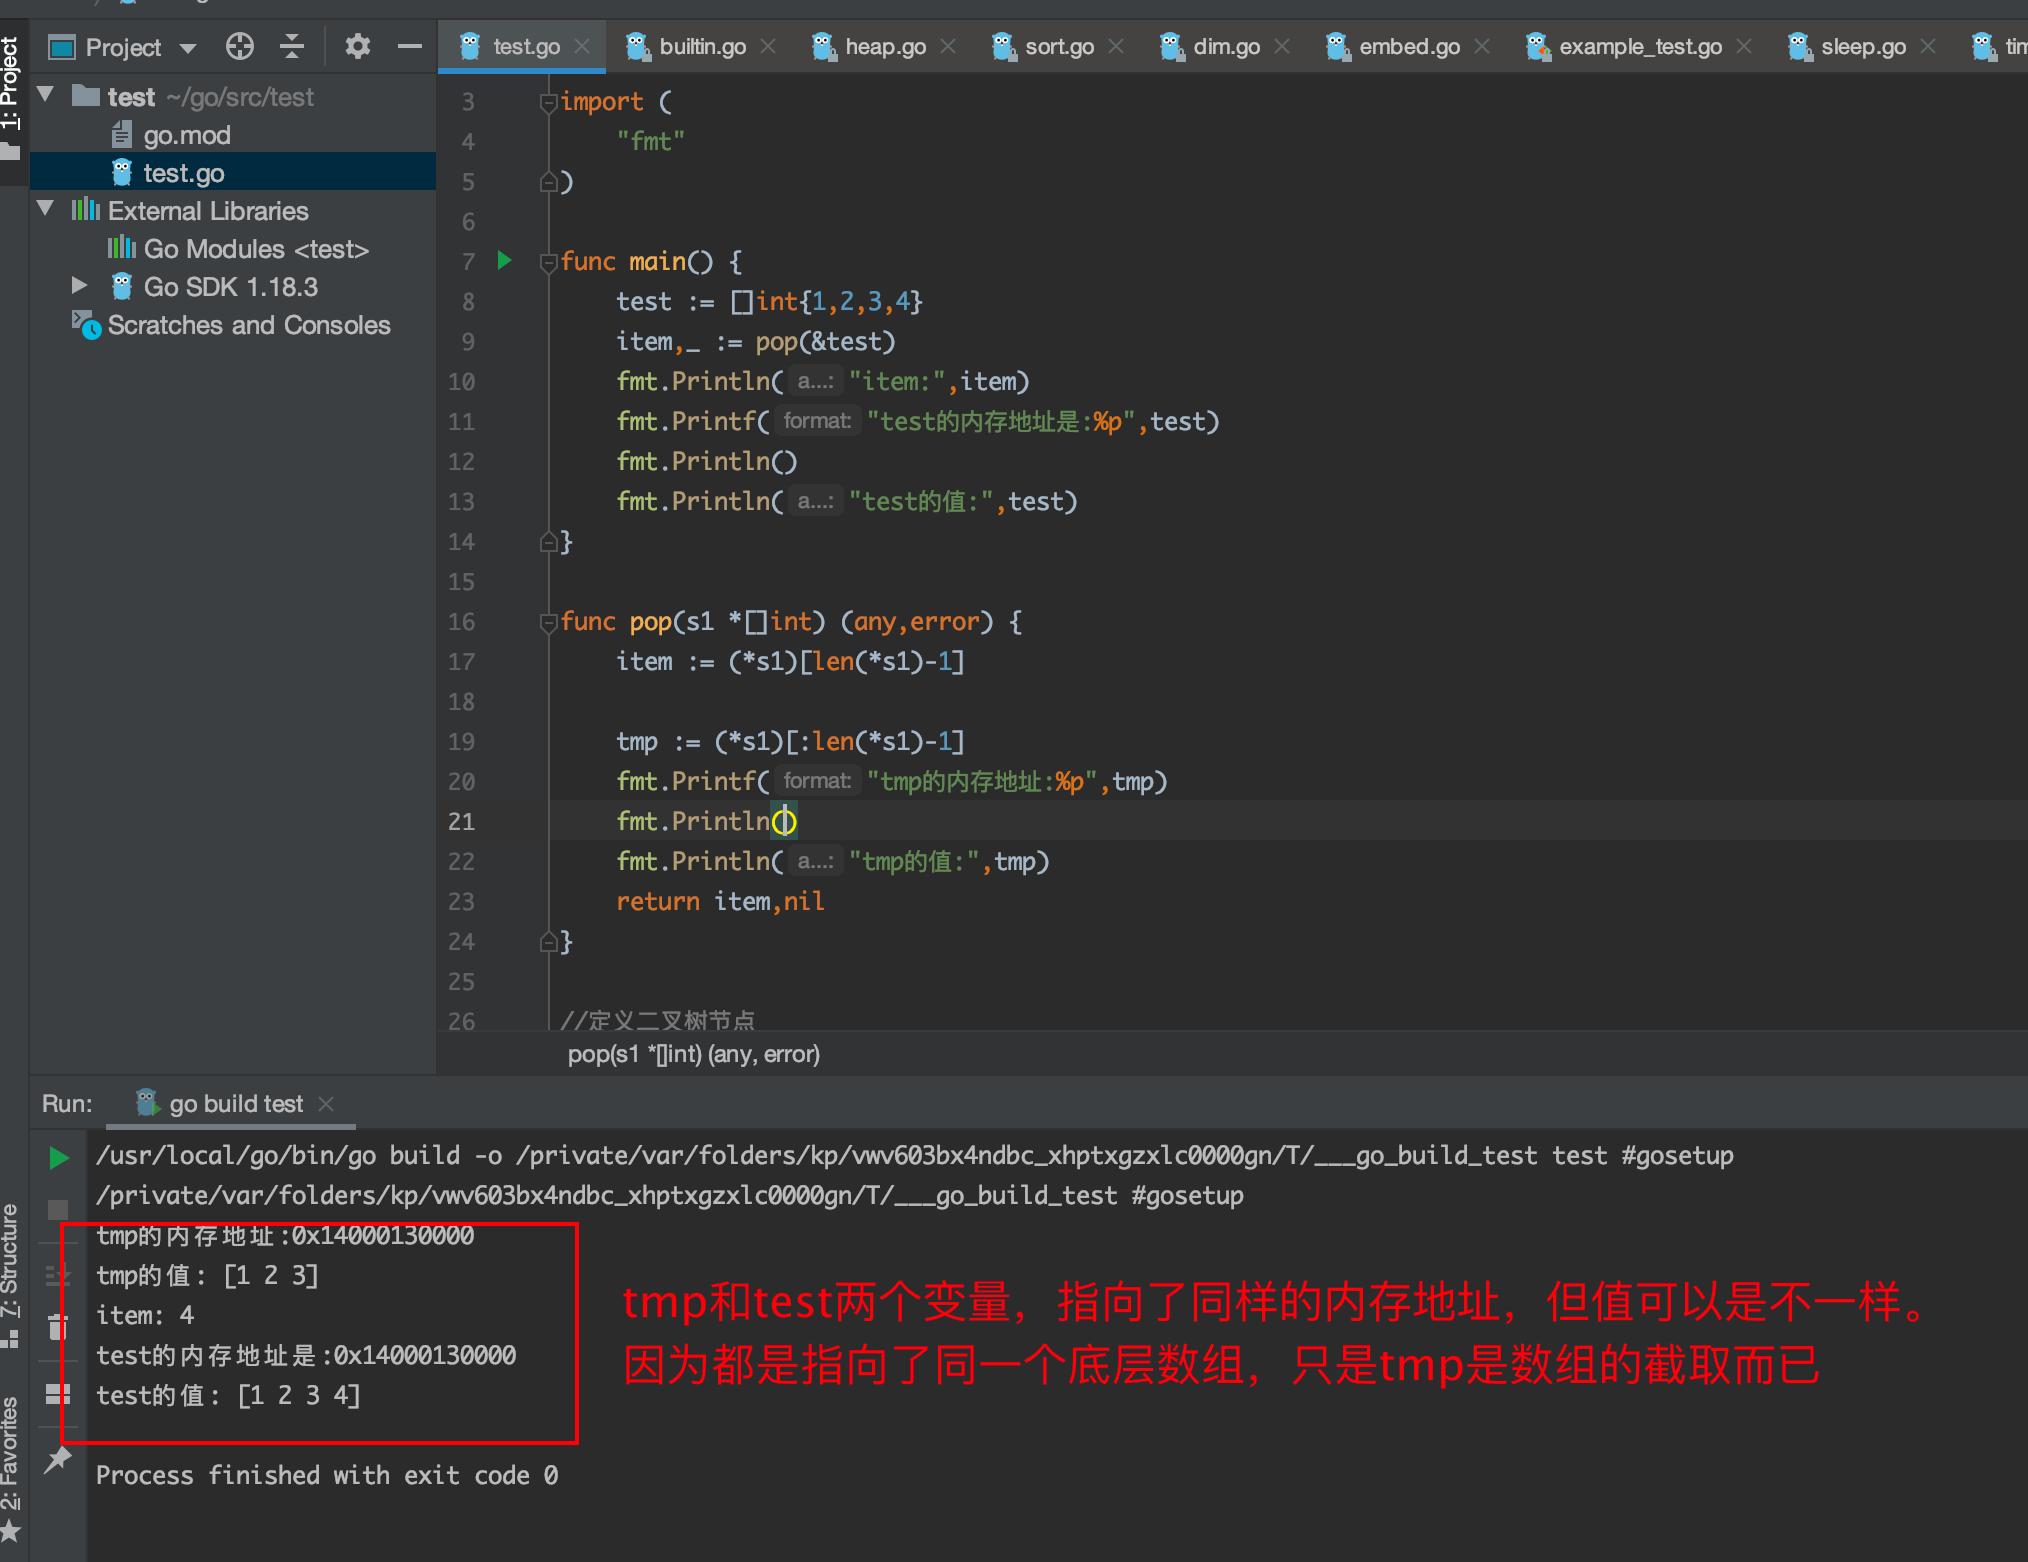 Project
test.go
builtin.go
heap.go
sort.go
dim.go
embed.go
example_test.go
sleep.go
1: Project
test ~/go/src/test
go.mod
test.go
External Libraries
Go Modules <test>
Go SDK 1.18.3
Scratches and Consoles
3 import (
4 "fmt"
5 )
6
7 func main() {
8 test := []int{1,2,3,4}
9 item,_ := pop(&test)
10 fmt.Println( a...: "item:",item)
11 fmt.Printf( format: "test的内存地址是:%p",test)
12 fmt.Println()
13 fmt.Println( a...: "test的值:",test)
14 }
15
16 func pop(s1 *[]int) (any,error) {
17 item := (*s1)[len(*s1)-1]
18
19 tmp := (*s1)[:len(*s1)-1]
20 fmt.Printf( format: "tmp的内存地址:%p",tmp)
21 fmt.Println()
22 fmt.Println( a...: "tmp的值:",tmp)
23 return item,nil
24 }
25
26 //定义二叉树节点
pop(s1 *[]int) (any, error)
Run:
go build test
/usr/local/go/bin/go build -o /private/var/folders/kp/vwv603bx4ndbc_xhptxgzxlc0000gn/T/___go_build_test test #gosetup
/private/var/folders/kp/vwv603bx4ndbc_xhptxgzxlc0000gn/T/___go_build_test #gosetup
tmp的内存地址:0x14000130000
tmp的值: [1 2 3]
item: 4
test的内存地址是:0x14000130000
test的值: [1 2 3 4]
tmp和test两个变量，指向了同样的内存地址，但值可以是不一样。
因为都是指向了同一个底层数组，只是tmp是数组的截取而已
Process finished with exit code 0
7: Structure
2: Favorites